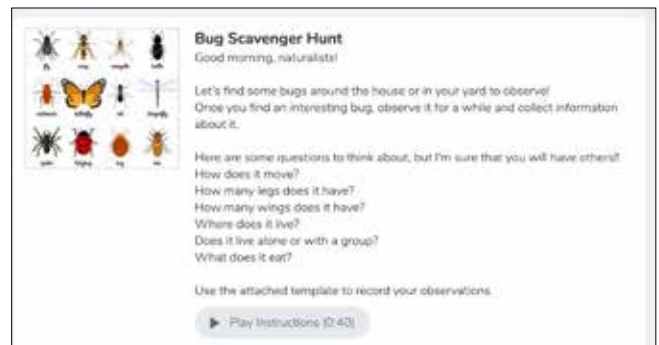 Bug Scavenger Hunt
Good morning, naturalists!
Let's find some bugs around the house or in your yard to observe!
Once you find an interesting bug, observe it for a while and collect information
about it.
Here are some questions to think about, but I'm sure that you will have others!!
How does it move?
How many legs does it have?
How many wings does it have?
Where does it live?
Does it live alone or with a group?
What does it eat?
Use the attached template to record your observations.
Play Instructions (0:40)